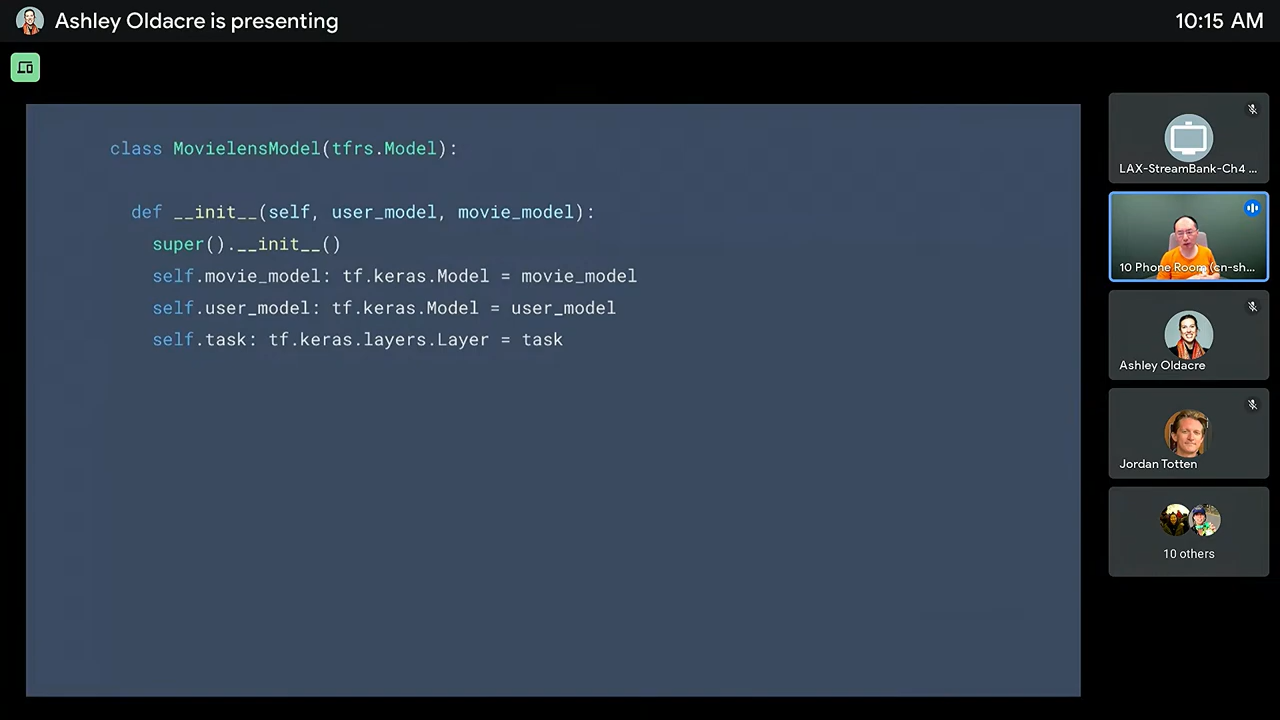 Ashley Oldacre is presenting
10:15 AM
class MovielensModel(tfrs.Model):
def __init__(self, user_model, movie_model):
super().__init__()
self.movie_model: tf.keras.Model = movie_model
self.user_model: tf.keras.Model = user_model
self.task: tf.keras.layers.Layer = task
LAX-StreamBank-Ch4 ...
10 Phone Room (cn-sh...
Ashley Oldacre
Jordan Totten
10 others